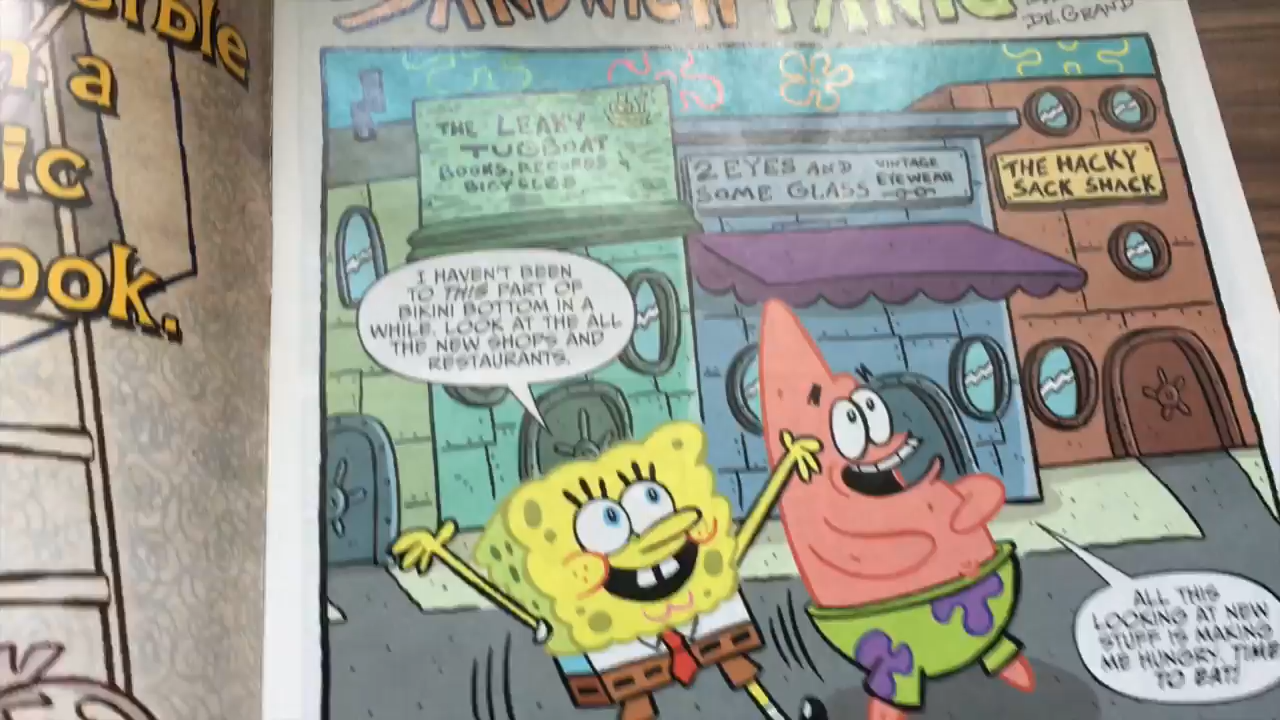 ible
n a
ic
ook.
SANDWICH PANIC
DEGRAND
THE LEAKY
TUGBOAT
BOOKS, RECORDS
BICYCLES
2 EYES AND
SOME GLASS
VINTAGE
EYEWEAR
THE HACKY
SACK SHACK
I HAVEN'T BEEN
TO THIS PART OF
BIKINI BOTTOM IN A
WHILE. LOOK AT THE ALL
THE NEW SHOPS AND
RESTAURANTS.
ALL THIS
LOOKING AT NEW
STUFF IS MAKING
ME HUNGRY. TIME
TO EAT!